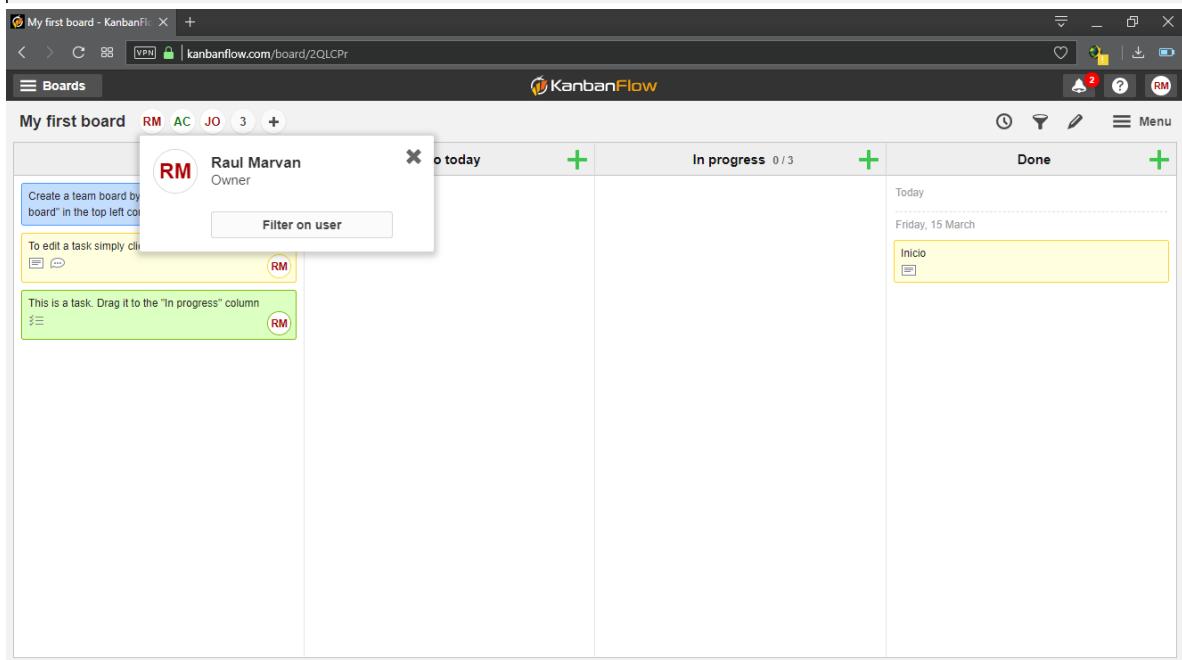 My first board - KanbanFlo
VPN kanbanflow.com/board/2QLCPr
Boards
KanbanFlow
2
RM
My first board RM AC JO 3
Menu
RM
Raul Marvan
Owner
Filter on user
o today
In progress 0 / 3
Done
Create a team board by
board" in the top left co
To edit a task simply cli
RM
This is a task. Drag it to the "In progress" column
RM
Today
Friday, 15 March
Inicio